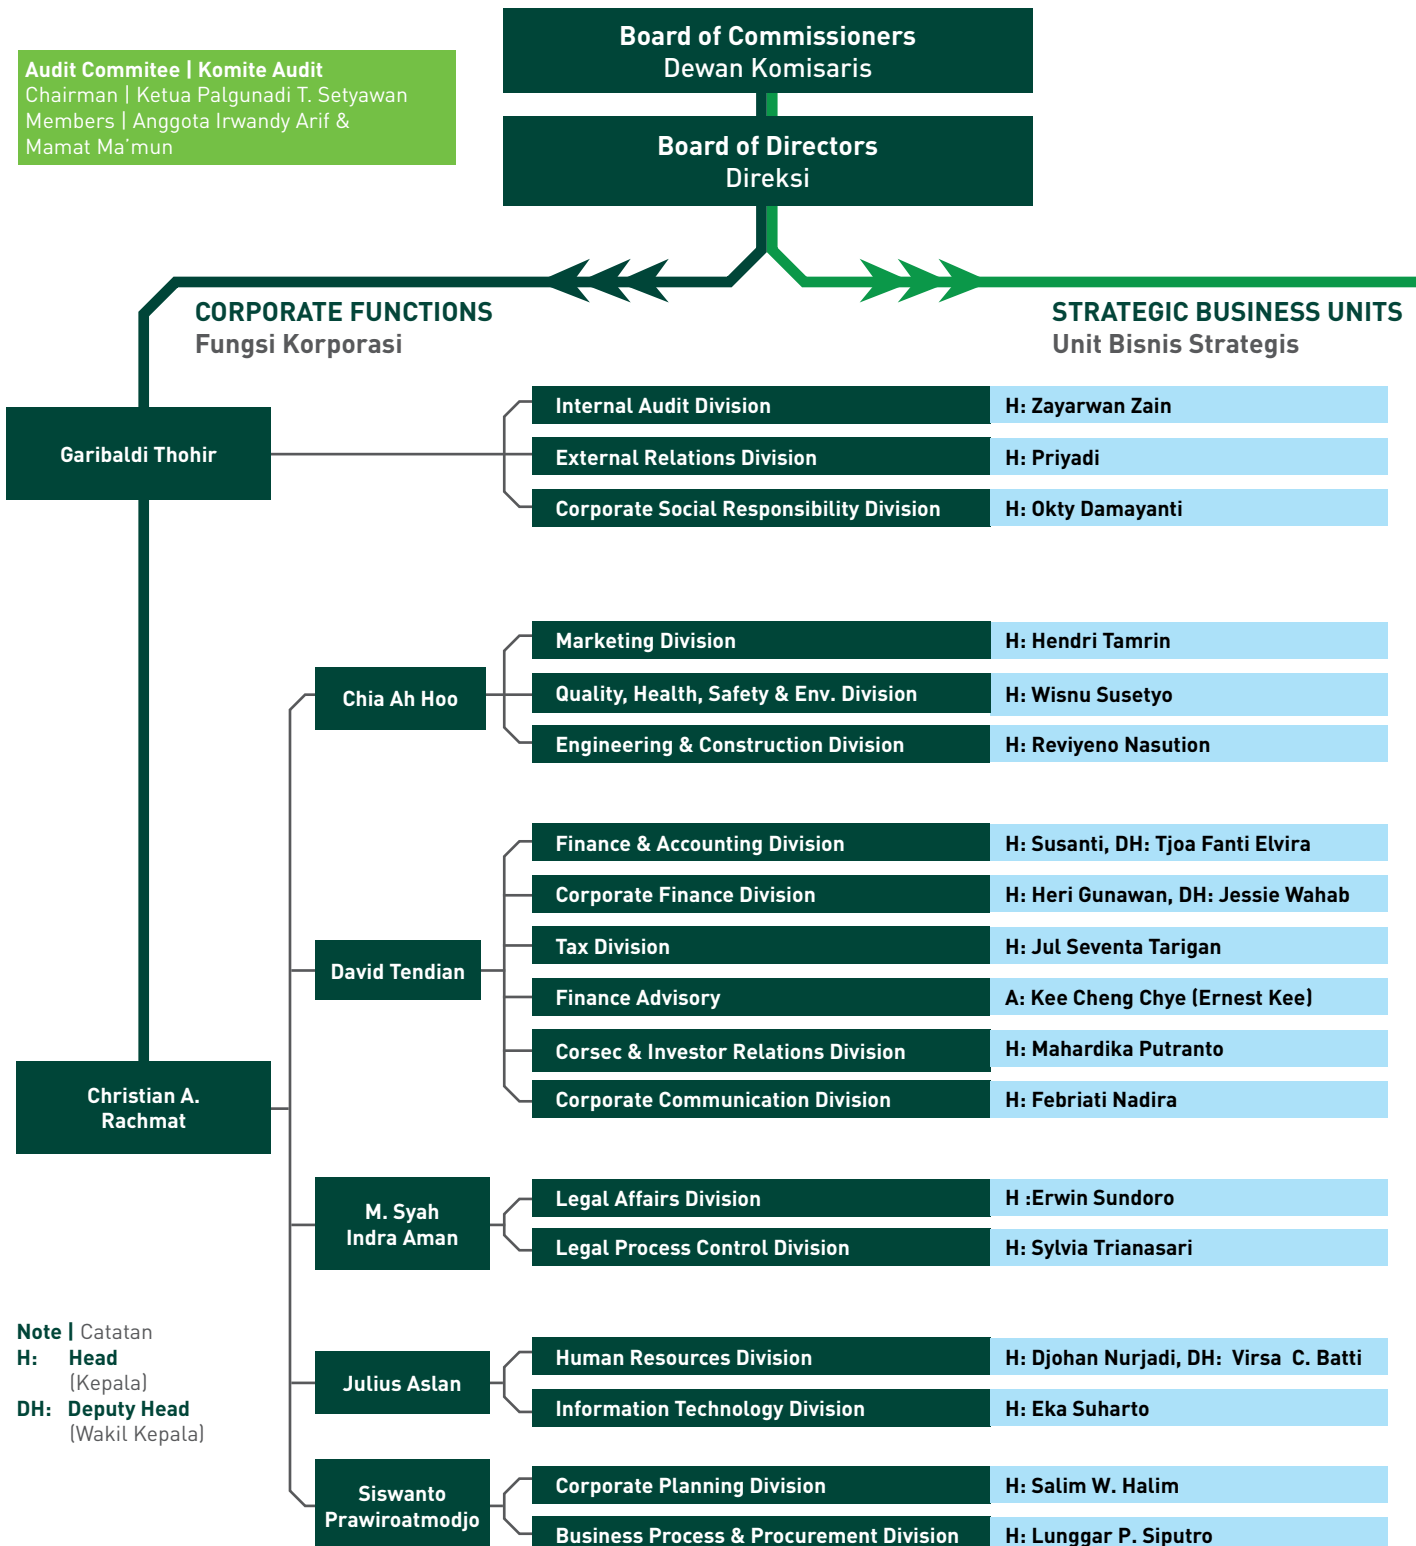 Board of Commissioners
Dewan Komisaris
Audit Commitee | Komite Audit
Chairman | Ketua Palgunadi T. Setyawan
Members | Anggota Irwandy Arif &
Mamat Ma'mun
Board of Directors
Direksi
CORPORATE FUNCTIONS
Fungsi Korporasi
STRATEGIC BUSINESS UNITS
Unit Bisnis Strategis
Garibaldi Thohir
Internal Audit Division H: Zayarwan Zain
External Relations Division H: Priyadi
Corporate Social Responsibility Division H: Okty Damayanti
Chia Ah Hoo
Marketing Division H: Hendri Tamrin
Quality, Health, Safety & Env. Division H: Wisnu Susetyo
Engineering & Construction Division H: Reviyeno Nasution
David Tendian
Finance & Accounting Division H: Susanti, DH: Tjoa Fanti Elvira
Corporate Finance Division H: Heri Gunawan, DH: Jessie Wahab
Tax Division H: Jul Seventa Tarigan
Finance Advisory A: Kee Cheng Chye (Ernest Kee)
Corsec & Investor Relations Division H: Mahardika Putranto
Corporate Communication Division H: Febriati Nadira
Christian A.
Rachmat
M. Syah
Indra Aman
Legal Affairs Division H :Erwin Sundoro
Legal Process Control Division H: Sylvia Trianasari
Julius Aslan
Human Resources Division H: Djohan Nurjadi, DH: Virsa C. Batti
Information Technology Division H: Eka Suharto
Siswanto
Prawiroatmodjo
Corporate Planning Division H: Salim W. Halim
Business Process & Procurement Division H: Lunggar P. Siputro
Note | Catatan
H: Head
(Kepala)
DH: Deputy Head
(Wakil Kepala)